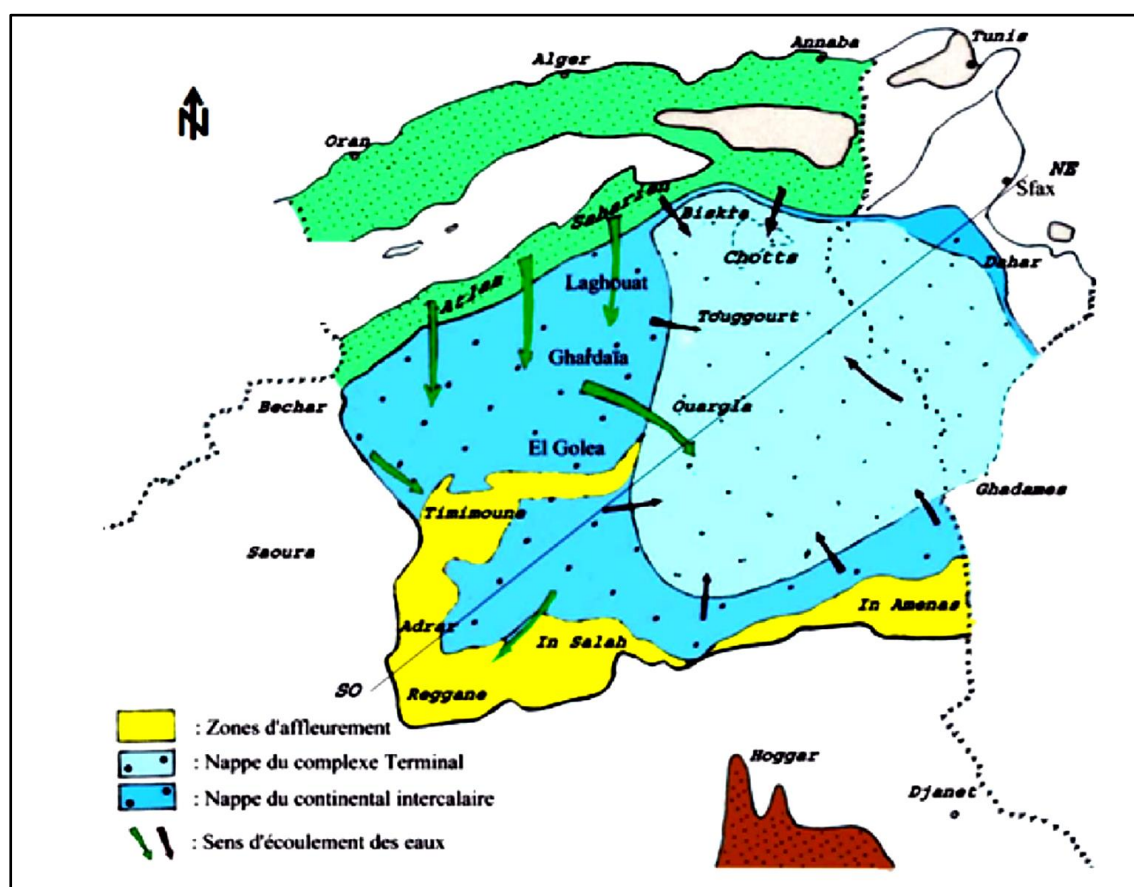 Annaba
Tunis
Alger
N
Oran
NE
Sfax
Saharien
Biskra
Chotts
Dahar
Atlas
Laghouat
Touggourt
Ghardaïa
Bechar
Ouargla
El Golea
Ghadames
Timimoune
Saoura
In Amenas
Adrar
In Salah
SO
Reggane
: Zones d'affleurement
: Nappe du complexe Terminal
: Nappe du continental intercalaire
: Sens d'écoulement des eaux
Hoggar
Djanet